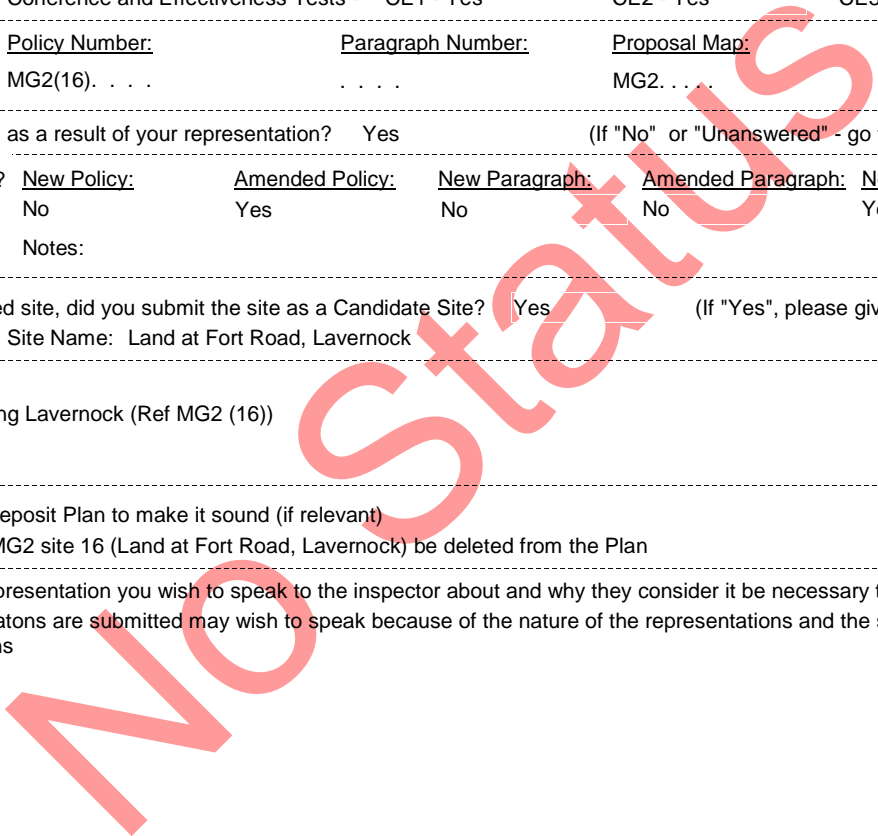 Coherence and Effectiveness Tests - CE1 - Yes CE2 - Yes CE3
Policy Number: Paragraph Number: Proposal Map:
MG2(16). . . . . . . . MG2. . . . .
as a result of your representation? Yes (If "No" or "Unanswered" - go
? New Policy: Amended Policy: New Paragraph: Amended Paragraph: Ne
No Yes No No Ye
Notes:
ed site, did you submit the site as a Candidate Site? Yes (If "Yes", please giv
Site Name: Land at Fort Road, Lavernock
ng Lavernock (Ref MG2 (16))
eposit Plan to make it sound (if relevant)
MG2 site 16 (Land at Fort Road, Lavernock) be deleted from the Plan
presentation you wish to speak to the inspector about and why they consider it be necessary t
atons are submitted may wish to speak because of the nature of the representations and the s
ns
No Status